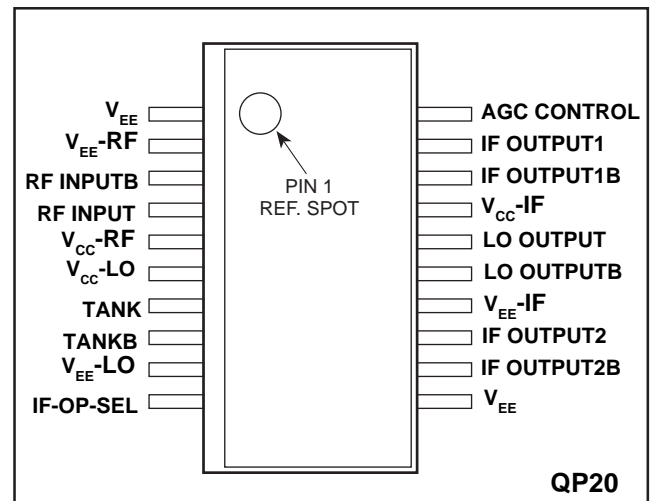 VEE
VEE-RF
RF INPUTB
RF INPUT
VCC-RF
VCC-LO
TANK
TANKB
VEE-LO
IF-OP-SEL
PIN 1
REF. SPOT
AGC CONTROL
IF OUTPUT1
IF OUTPUT1B
VCC-IF
LO OUTPUT
LO OUTPUTB
VEE-IF
IF OUTPUT2
IF OUTPUT2B
VEE
QP20